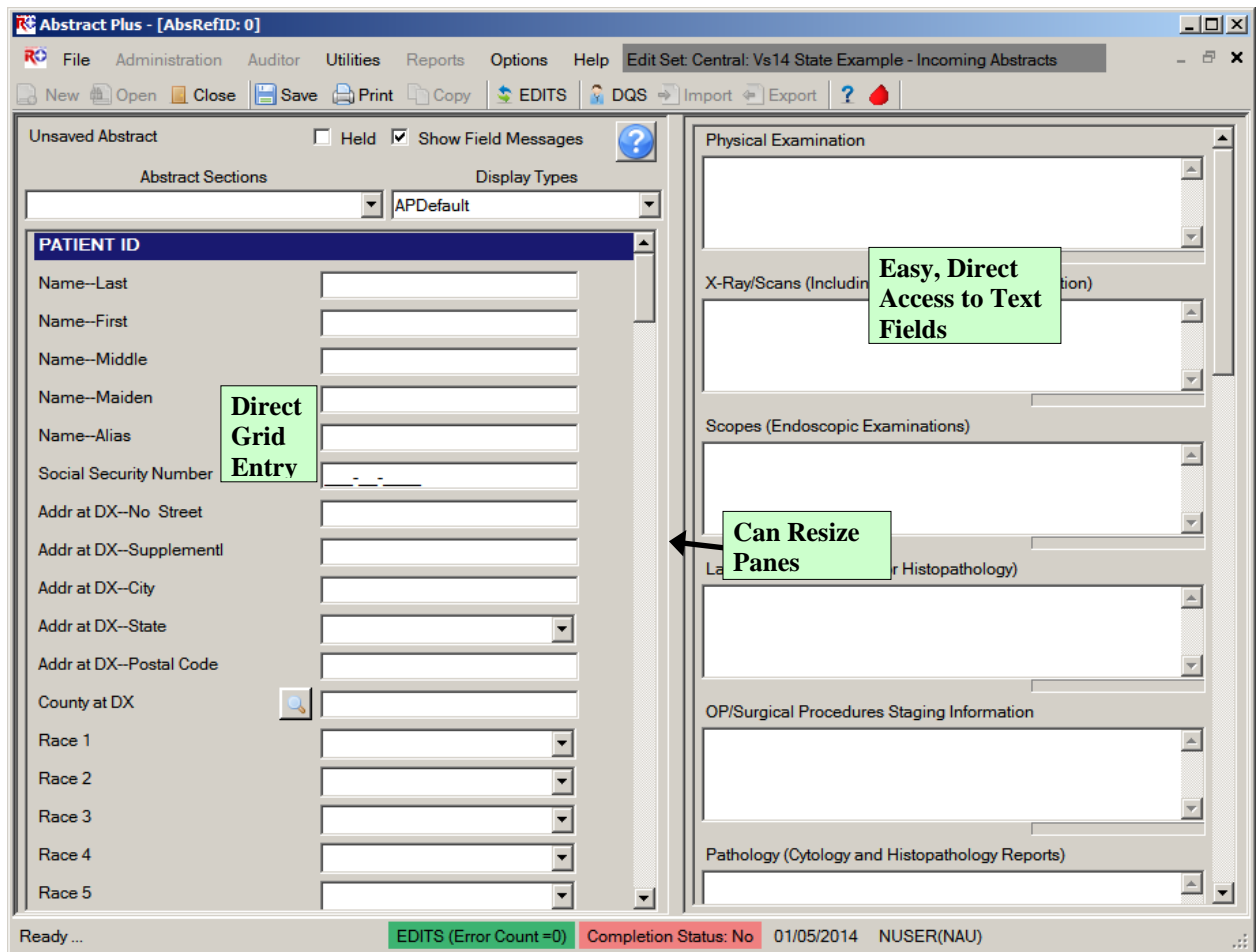 Abstract Plus - [AbsRefID: 0]
File Administration Auditor Utilities Reports Options Help Edit Set: Central: Vs14 State Example - Incoming Abstracts
New Open Close Save Print Copy EDITS DQS Import Export ?
Unsaved Abstract Held Show Field Messages ?
Abstract Sections Display Types
APDefault
PATIENT ID
Name--Last
Name--First
Name--Middle
Name--Maiden
Name--Alias
Social Security Number ___-__-____
Addr at DX--No Street
Addr at DX--Supplementl
Addr at DX--City
Addr at DX--State
Addr at DX--Postal Code
County at DX
Race 1
Race 2
Race 3
Race 4
Race 5
Direct
Grid
Entry
Can Resize
Panes
Physical Examination
X-Ray/Scans
Easy, Direct
Access to Text
Fields
Scopes (Endoscopic Examinations)
Histopathology)
OP/Surgical Procedures Staging Information
Pathology (Cytology and Histopathology Reports)
Ready ... EDITS (Error Count =0) Completion Status: No 01/05/2014 NUSER(NAU)